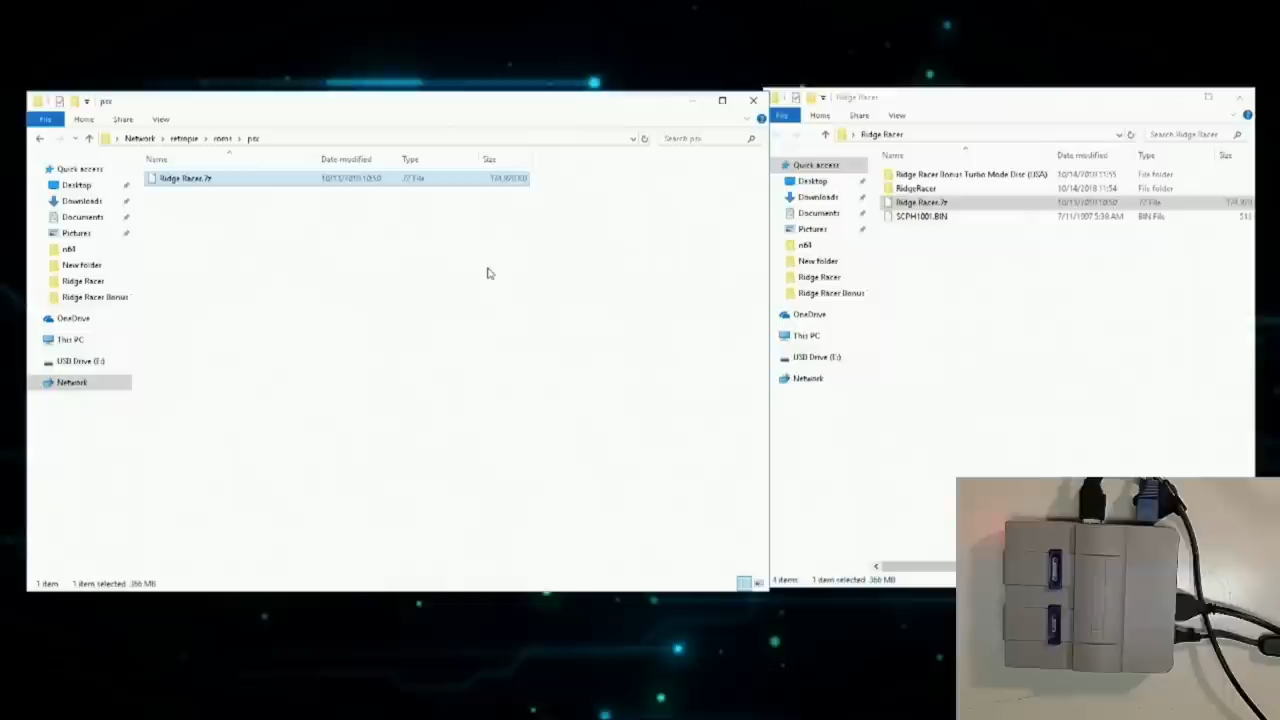 psx
File Home Share View
Network retropie roms psx Search psx
Name Date modified Type Size
Quick access
Desktop
Downloads
Documents
Pictures
n64
New folder
Ridge Racer
Ridge Racer Bonus
OneDrive
This PC
USB Drive (E:)
Network
Ridge Racer.7z 7Z File
1 item 1 item selected 366 MB
Ridge Racer
File Home Share View
Ridge Racer Search Ridge Racer
Name Date modified Type Size
Quick access
Desktop
Downloads
Documents
Pictures
n64
New folder
Ridge Racer
Ridge Racer Bonus
OneDrive
This PC
USB Drive (E:)
Network
Ridge Racer Bonus Turbo Mode Disc (USA) 10/14/2018 11:55 File folder
RidgeRacer 10/14/2018 11:54 File folder
Ridge Racer.7z 7Z File
SCPH1001.BIN 7/11/1997 5:38 AM BIN File
4 items 1 item selected 366 MB